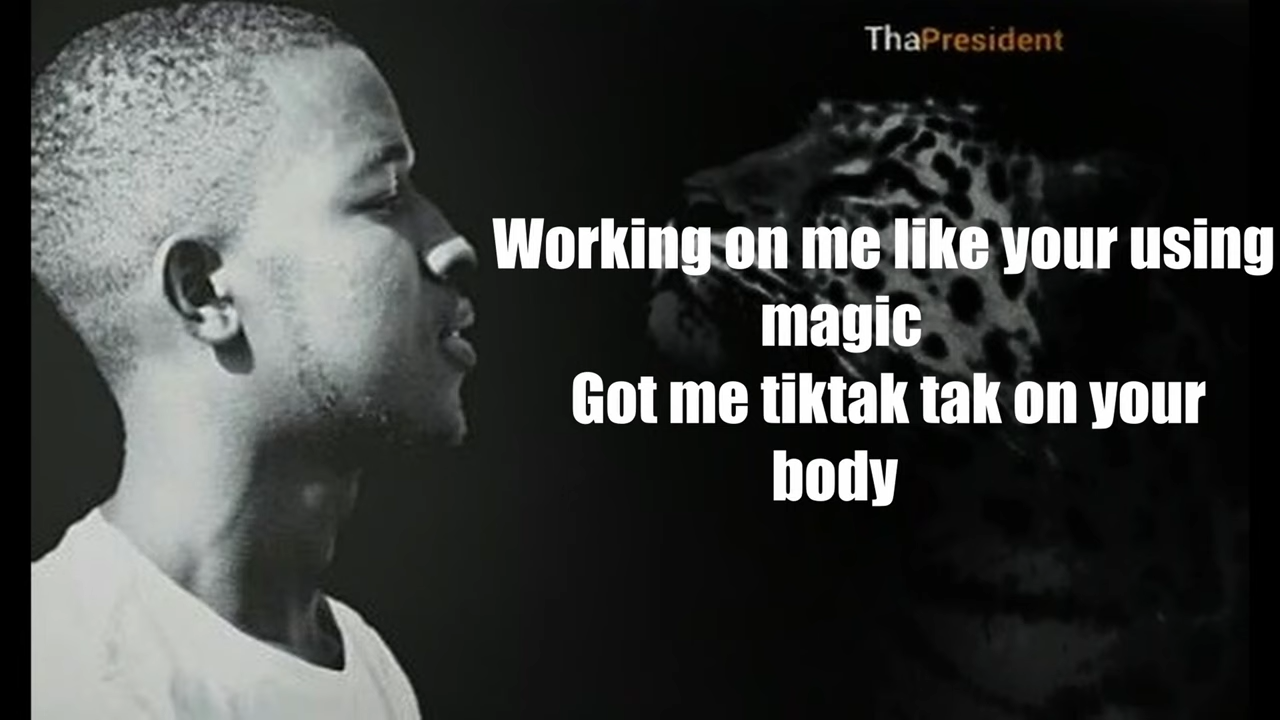 ThaPresident
Working on me like your using
magic
Got me tiktak tak on your
body